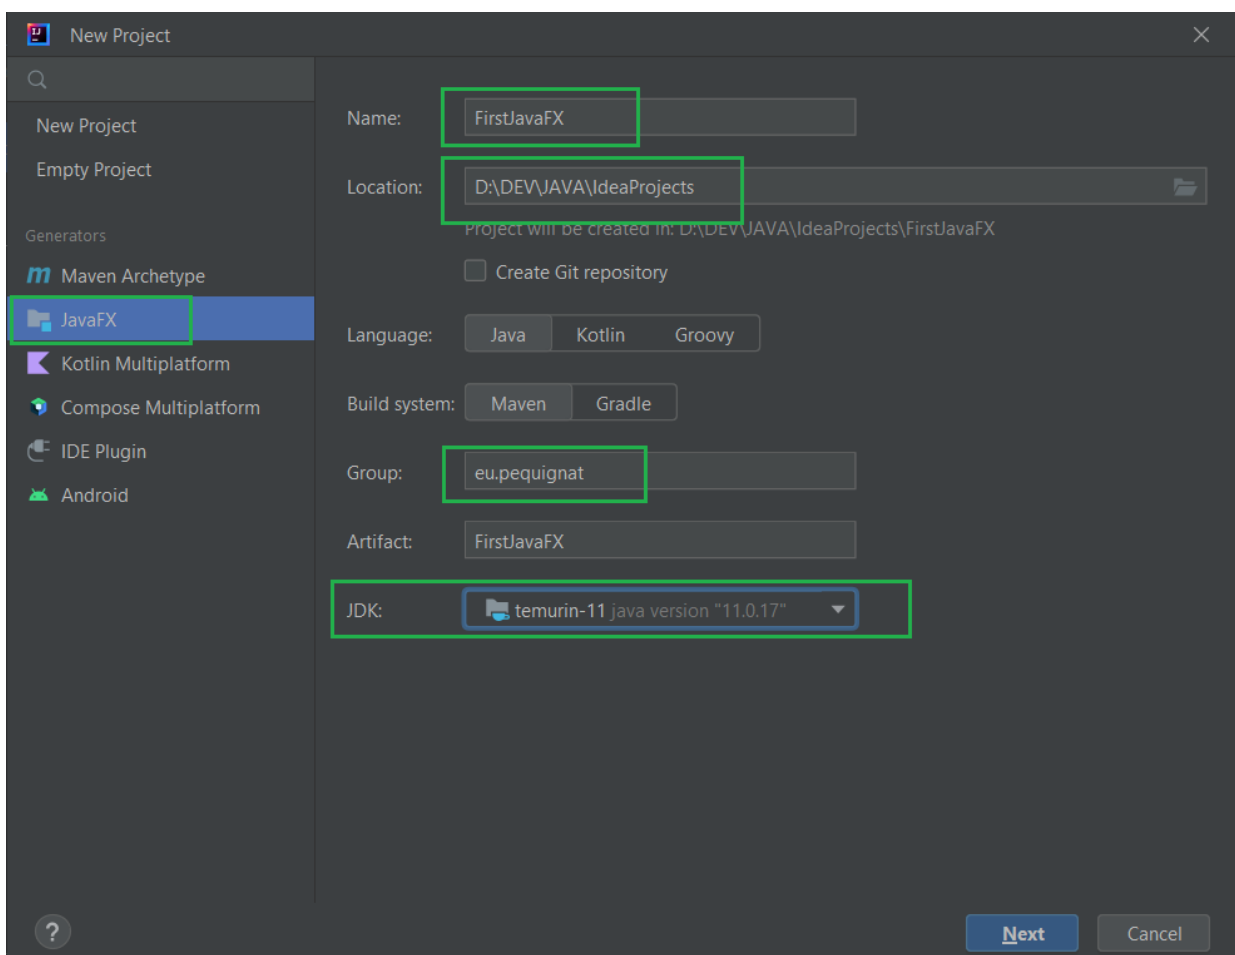 New Project
New Project
Empty Project
Generators
Maven Archetype
JavaFX
Kotlin Multiplatform
Compose Multiplatform
IDE Plugin
Android
Name: FirstJavaFX
Location: D:\DEV\JAVA\IdeaProjects
Project will be created in: D:\DEV\JAVA\IdeaProjects\FirstJavaFX
Create Git repository
Language: Java Kotlin Groovy
Build system: Maven Gradle
Group: eu.pequignat
Artifact: FirstJavaFX
JDK: temurin-11 java version "11.0.17"
? Next Cancel